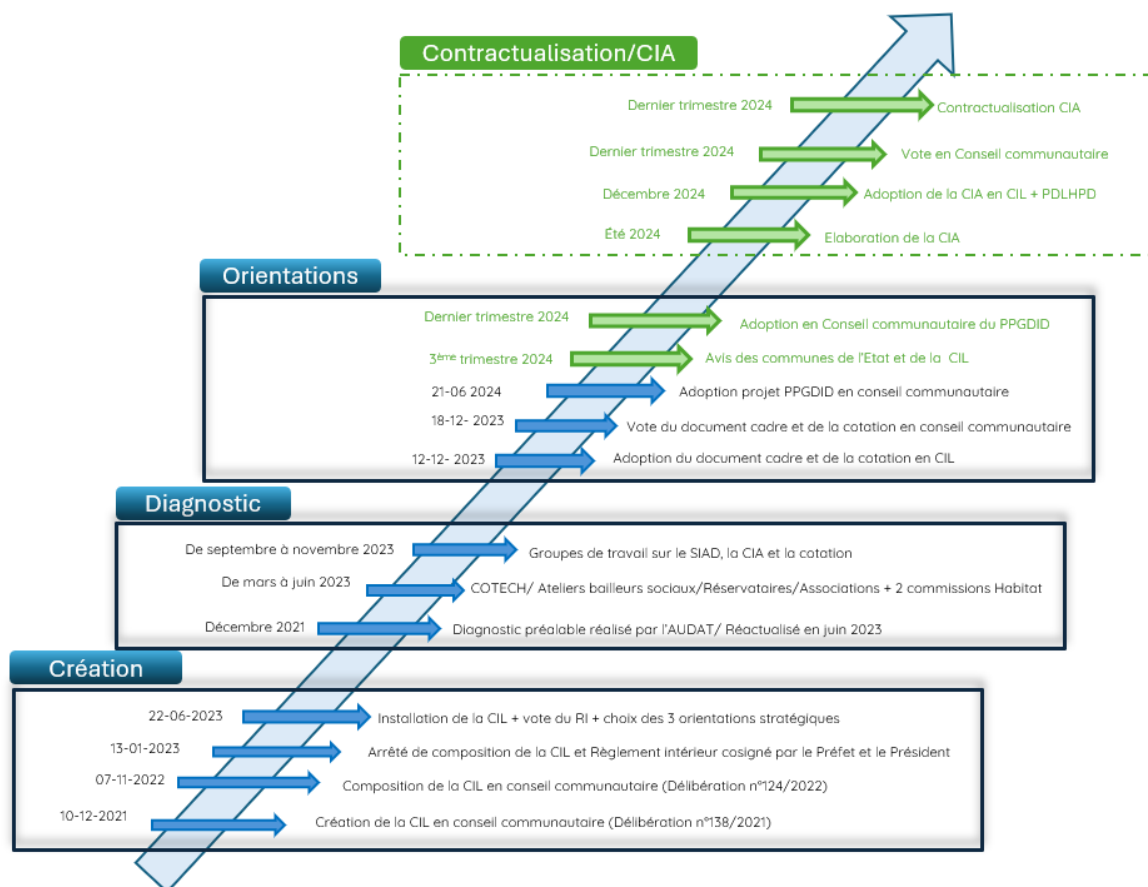 Contractualisation/CIA
Dernier trimestre 2024 Contractualisation CIA
Dernier trimestre 2024 Vote en Conseil communautaire
Décembre 2024 Adoption de la CIA en CIL + PDLHPD
Été 2024 Elaboration de la CIA
Orientations
Dernier trimestre 2024 Adoption en Conseil communautaire du PPGDID
3ème trimestre 2024 Avis des communes de l'Etat et de la CIL
21-06 2024 Adoption projet PPGDID en conseil communautaire
18-12- 2023 Vote du document cadre et de la cotation en conseil communautaire
12-12- 2023 Adoption du document cadre et de la cotation en CIL
Diagnostic
De septembre à novembre 2023 Groupes de travail sur le SIAD, la CIA et la cotation
De mars à juin 2023 COTECH/ Ateliers bailleurs sociaux/Réservataires/Associations + 2 commissions Habitat
Décembre 2021 Diagnostic préalable réalisé par l'AUDAT/ Réactualisé en juin 2023
Création
22-06-2023 Installation de la CIL + vote du RI + choix des 3 orientations stratégiques
13-01-2023 Arrêté de composition de la CIL et Règlement intérieur cosigné par le Préfet et le Président
07-11-2022 Composition de la CIL en conseil communautaire (Délibération n°124/2022)
10-12-2021 Création de la CIL en conseil communautaire (Délibération n°138/2021)